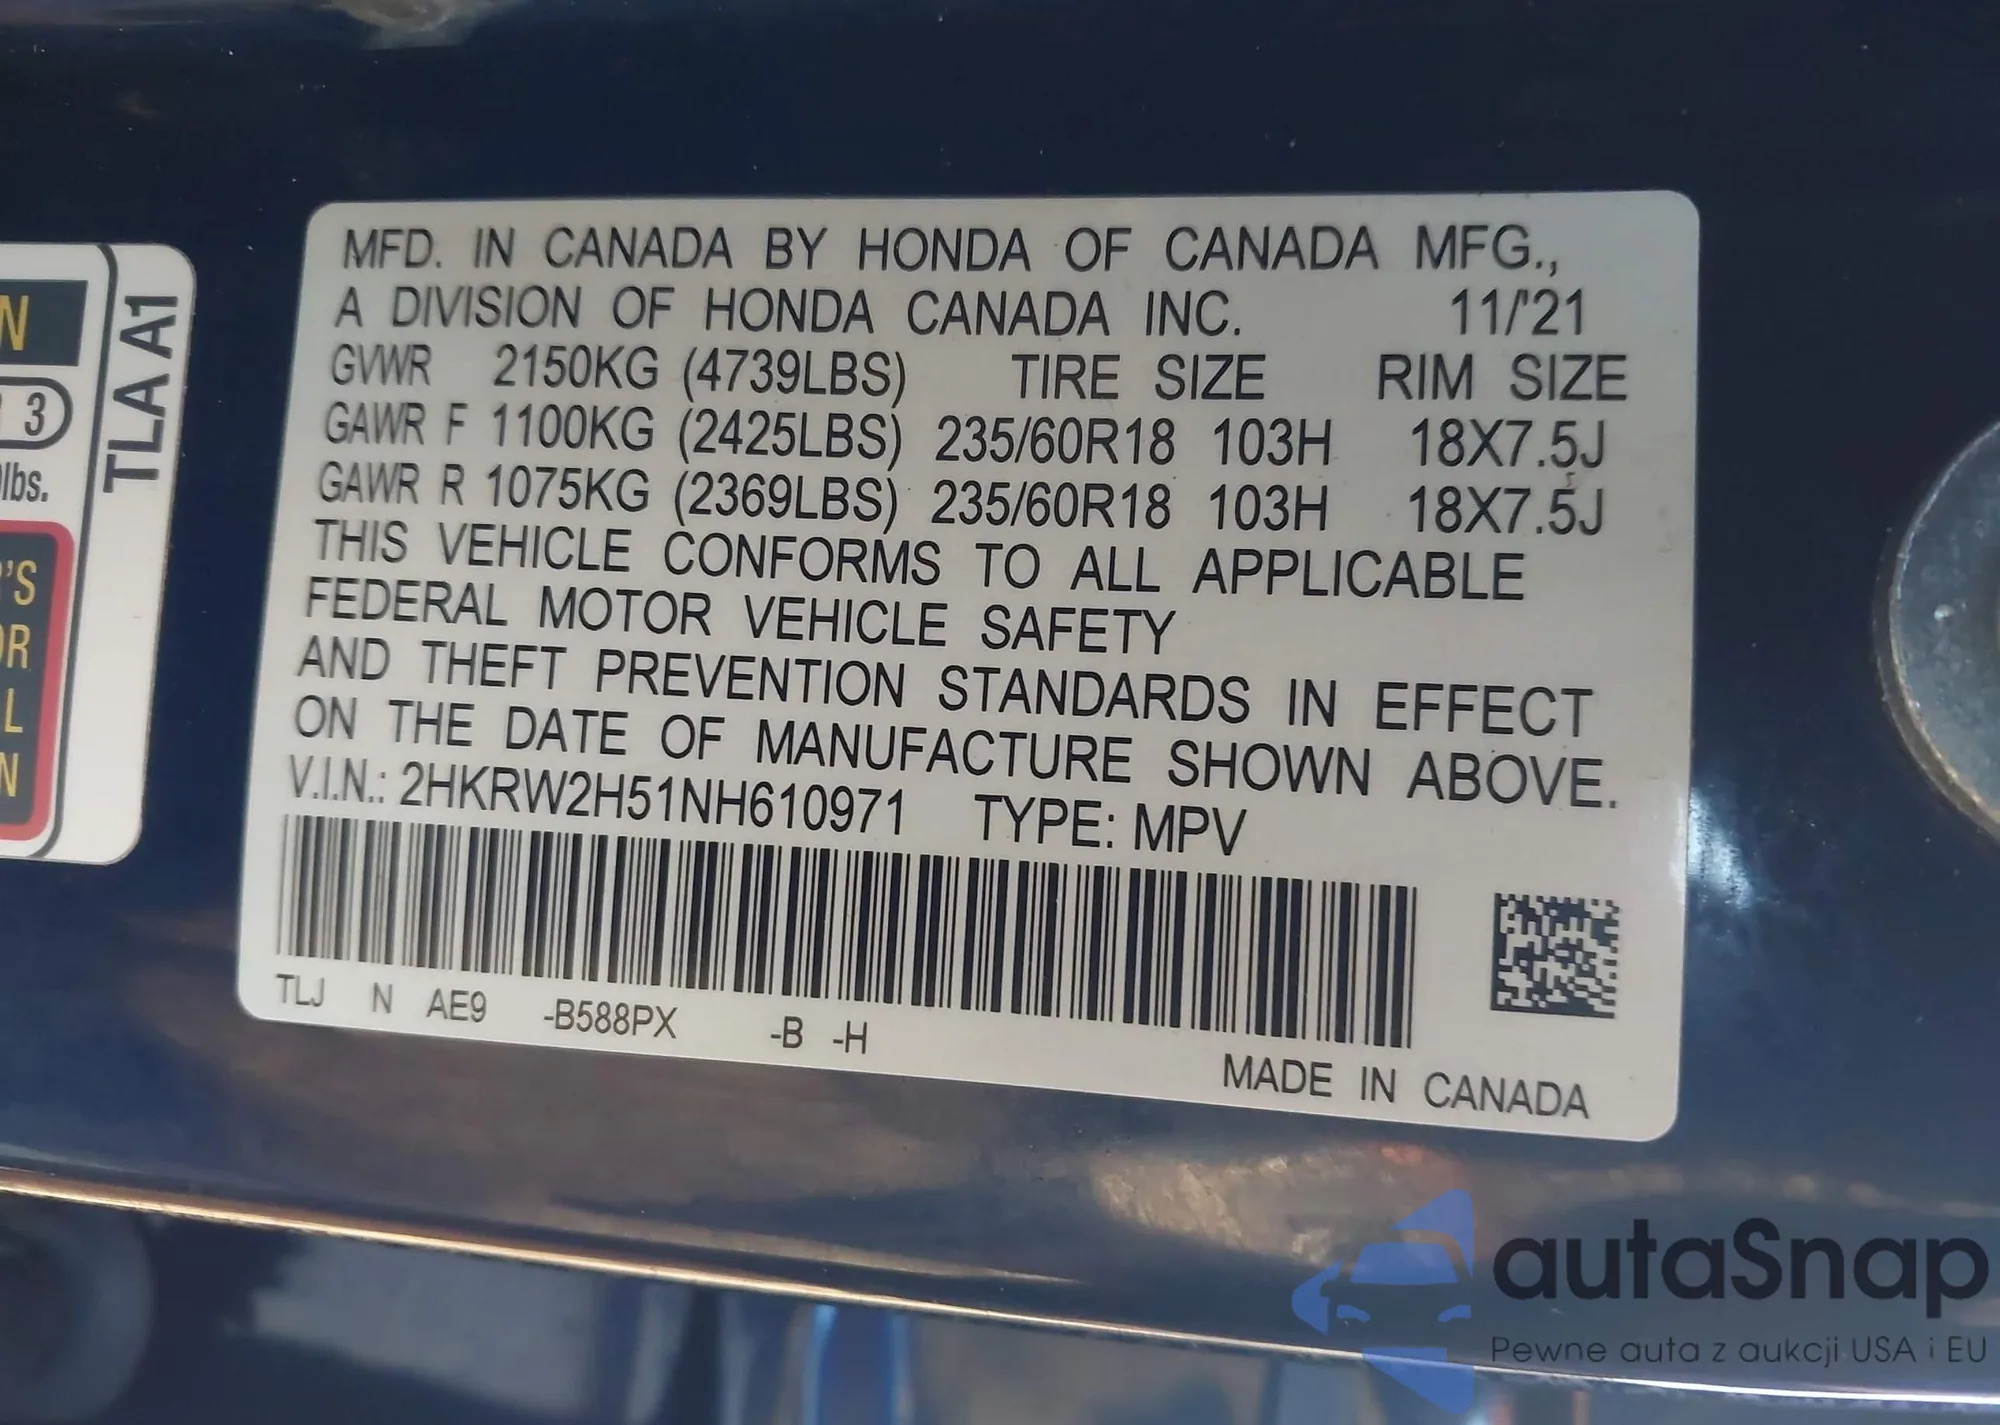 N
3
lbs.
'S
OR
L
N
TLA A1
MFD. IN CANADA BY HONDA OF CANADA MFG.,
A DIVISION OF HONDA CANADA INC. 11/'21
GVWR 2150KG (4739LBS) TIRE SIZE RIM SIZE
GAWR F 1100KG (2425LBS) 235/60R18 103H 18X7.5J
GAWR R 1075KG (2369LBS) 235/60R18 103H 18X7.5J
THIS VEHICLE CONFORMS TO ALL APPLICABLE
FEDERAL MOTOR VEHICLE SAFETY
AND THEFT PREVENTION STANDARDS IN EFFECT
ON THE DATE OF MANUFACTURE SHOWN ABOVE.
V.I.N.: 2HKRW2H51NH610971 TYPE: MPV
TLJ N AE9 -B588PX -B -H
MADE IN CANADA
autaSnap
Pewne auta z aukcji USA i EU